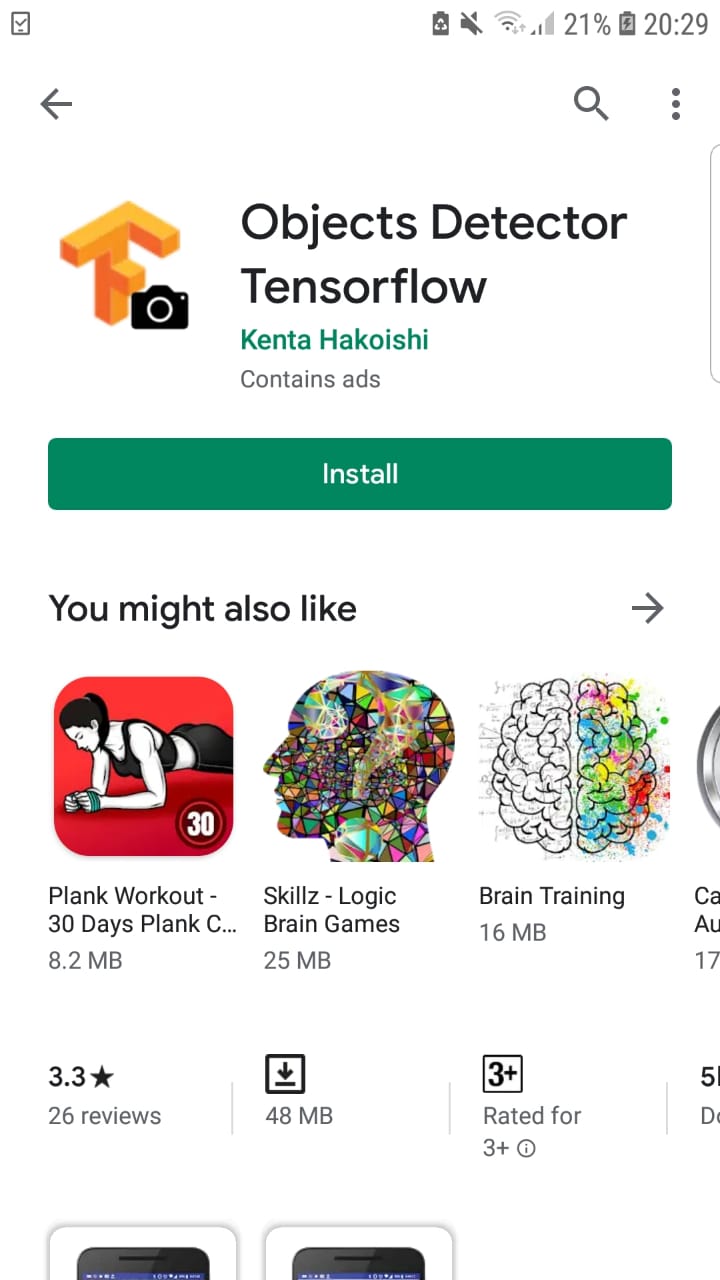 21% 20:29
Objects Detector
Tensorflow
Kenta Hakoishi
Contains ads
Install
You might also like
30
Plank Workout -
30 Days Plank C...
8.2 MB
Skillz - Logic
Brain Games
25 MB
Brain Training
16 MB
Ca
Au
17
3.3★
26 reviews
48 MB
3+
Rated for
3+